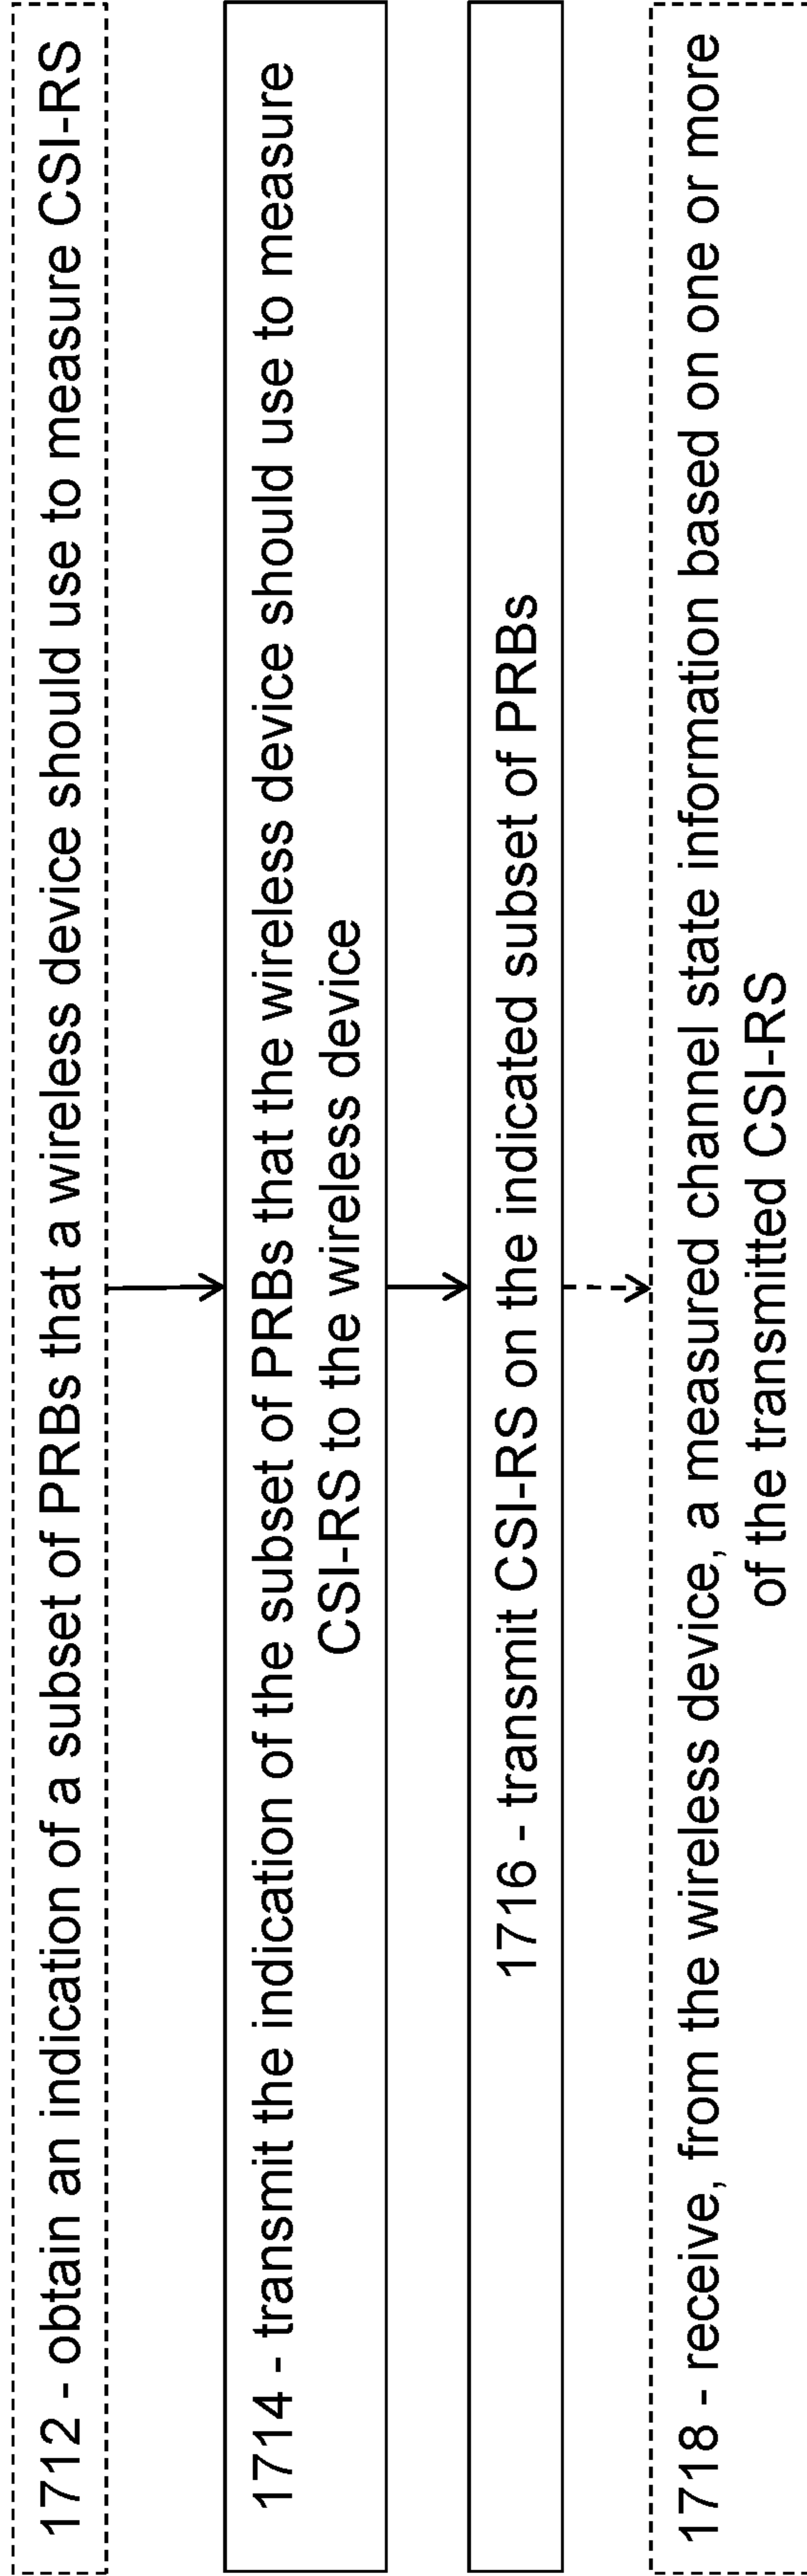 1712 - obtain an indication of a subset of PRBs that a wireless device should use to measure CSI-RS
1714 - transmit the indication of the subset of PRBs that the wireless device should use to measure
CSI-RS to the wireless device
1716 - transmit CSI-RS on the indicated subset of PRBs
1718 - receive, from the wireless device, a measured channel state information based on one or more
of the transmitted CSI-RS